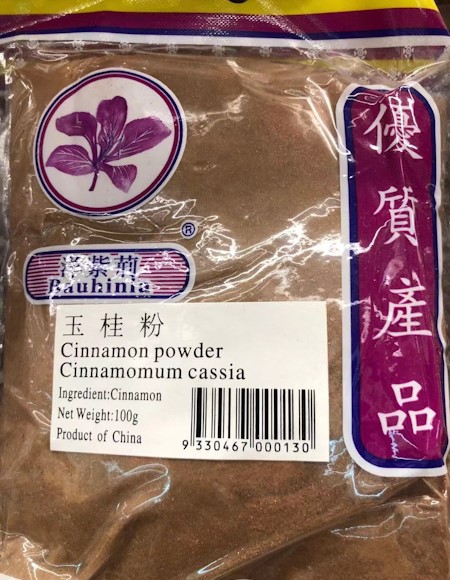 ®
洋紫荊
Bauhinia
玉桂粉
Cinnamon powder
Cinnamomum cassia
Ingredient:Cinnamon
Net Weight:100g
Product of China
9 330467 000130
優質產品